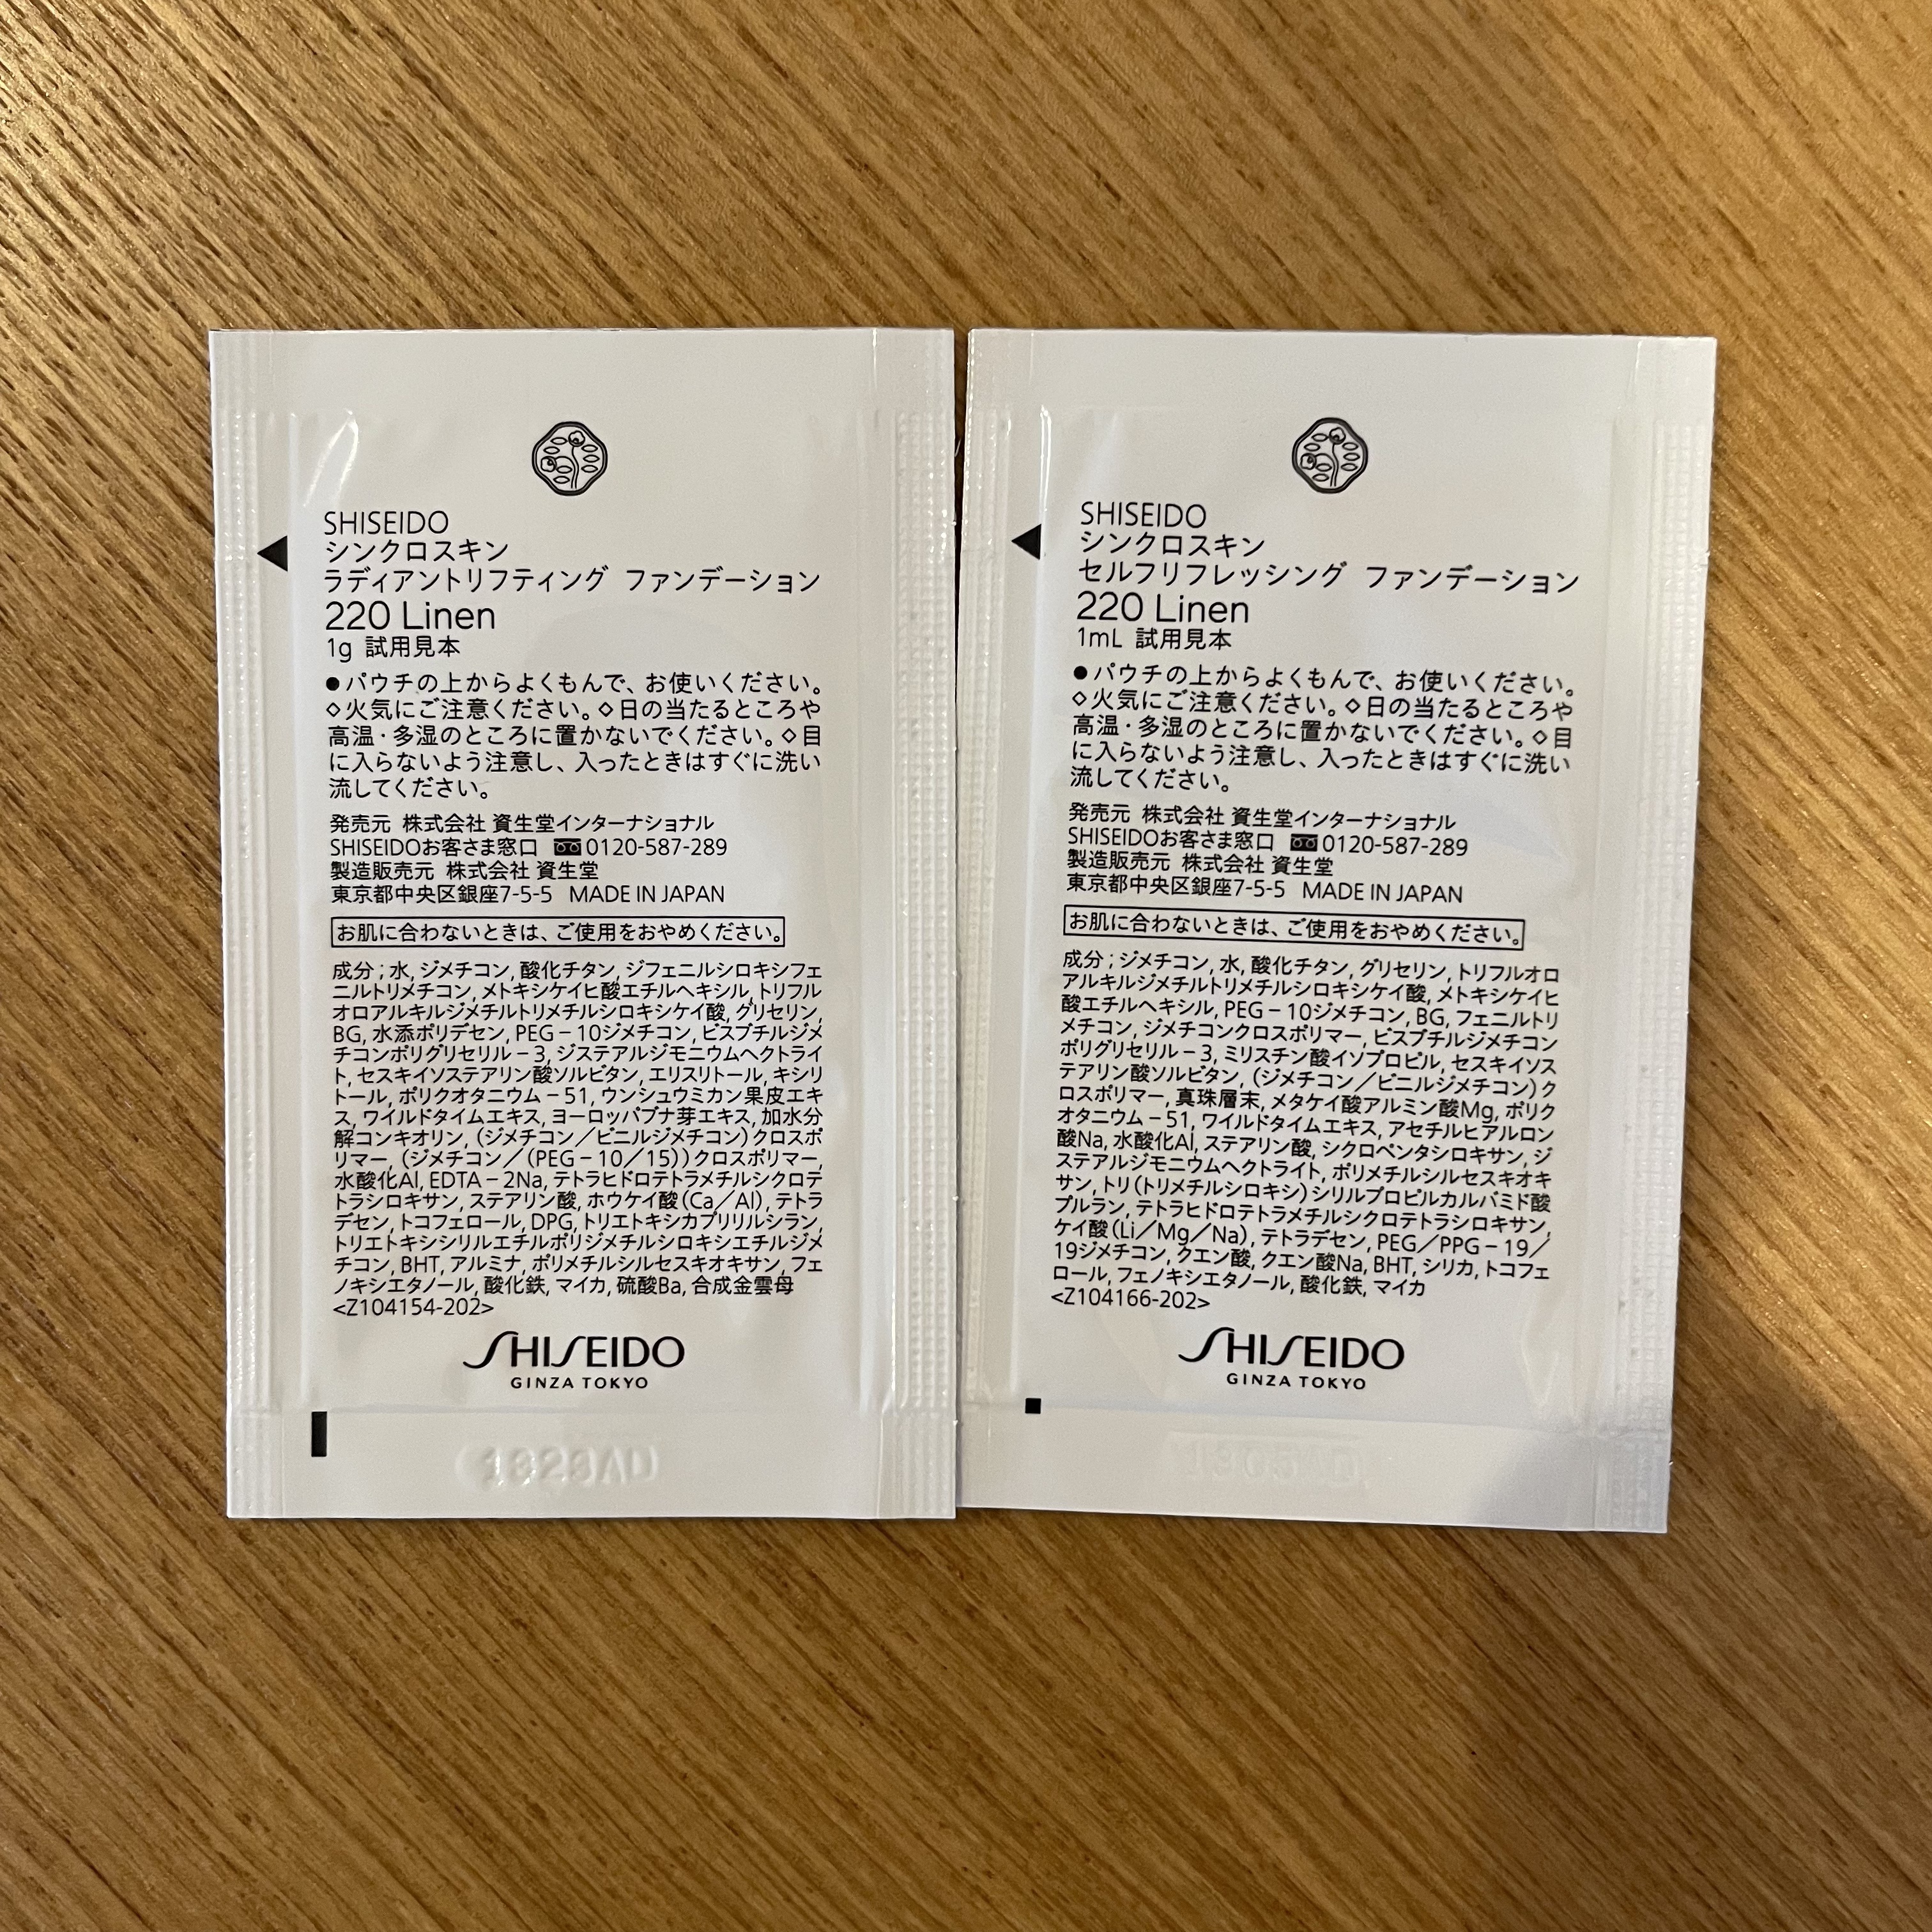 SHISEIDO
シンクロスキン
ラディアントリフティング ファンデーション
220 Linen
1g 試用見本
●パウチの上からよくもんで、お使いください。
◇火気にご注意ください。◇日の当たるところや
高温・多湿のところに置かないでください。◇目
に入らないよう注意し、入ったときはすぐに洗い
流してください。
発売元 株式会社 資生堂インターナショナル
SHISEIDOお客さま窓口 0120-587-289
製造販売元 株式会社 資生堂
東京都中央区銀座7-5-5 MADE IN JAPAN
お肌に合わないときは、ご使用をおやめください。
成分;水, ジメチコン, 酸化チタン, ジフェニルシロキシフェ
ニルトリメチコン, メトキシケイヒ酸エチルヘキシル, トリフル
オロアルキルジメチルトリメチルシロキシケイ酸, グリセリン,
BG, 水添ポリデセン, PEG-10ジメチコン, ビスブチルジメ
チコンポリグリセリル-3, ジステアルジモニウムヘクトライ
ト, セスキイソステアリン酸ソルビタン, エリスリトール, キシリ
トール, ポリクオタニウム-51, ウンシュウミカン果皮エキ
ス, ワイルドタイムエキス, ヨーロッパブナ芽エキス, 加水分
解コンキオリン, (ジメチコン/ビニルジメチコン)クロスポ
リマー, (ジメチコン/(PEG-10/15))クロスポリマー,
水酸化Al, EDTA-2Na, テトラヒドロテトラメチルシクロテ
トラシロキサン, ステアリン酸, ホウケイ酸(Ca/Al), テトラ
デセン, トコフェロール, DPG, トリエトキシカプリリルシラン,
トリエトキシシリルエチルポリジメチルシロキシエチルジメ
チコン, BHT, アルミナ, ポリメチルシルセスキオキサン, フェ
ノキシエタノール, 酸化鉄, マイカ, 硫酸Ba, 合成金雲母
<Z104154-202>
SHISEIDO
GINZA TOKYO
SHISEIDO
シンクロスキン
セルフリフレッシング ファンデーション
220 Linen
1mL 試用見本
●パウチの上からよくもんで、お使いください。
◇火気にご注意ください。◇日の当たるところや
高温・多湿のところに置かないでください。◇目
に入らないよう注意し、入ったときはすぐに洗い
流してください。
発売元 株式会社 資生堂インターナショナル
SHISEIDOお客さま窓口 0120-587-289
製造販売元 株式会社 資生堂
東京都中央区銀座7-5-5 MADE IN JAPAN
お肌に合わないときは、ご使用をおやめください。
成分;ジメチコン, 水, 酸化チタン, グリセリン, トリフルオロ
アルキルジメチルトリメチルシロキシケイ酸, メトキシケイヒ
酸エチルヘキシル, PEG-10ジメチコン, BG, フェニルトリ
メチコン, ジメチコンクロスポリマー, ビスブチルジメチコン
ポリグリセリル-3, ミリスチン酸イソプロピル, セスキイソス
テアリン酸ソルビタン, (ジメチコン/ビニルジメチコン)ク
ロスポリマー, 真珠層末, メタケイ酸アルミン酸Mg, ポリク
オタニウム-51, ワイルドタイムエキス, アセチルヒアルロン
酸Na, 水酸化Al, ステアリン酸, シクロペンタシロキサン, ジ
ステアルジモニウムヘクトライト, ポリメチルシルセスキオキ
サン, トリ(トリメチルシロキシ)シリルプロピルカルバミド酸
プルラン, テトラヒドロテトラメチルシクロテトラシロキサン,
ケイ酸(Li/Mg/Na), テトラデセン, PEG/PPG-19/
19ジメチコン, クエン酸, クエン酸Na, BHT, シリカ, トコフェ
ロール, フェノキシエタノール, 酸化鉄, マイカ
<Z104166-202>
SHISEIDO
GINZA TOKYO